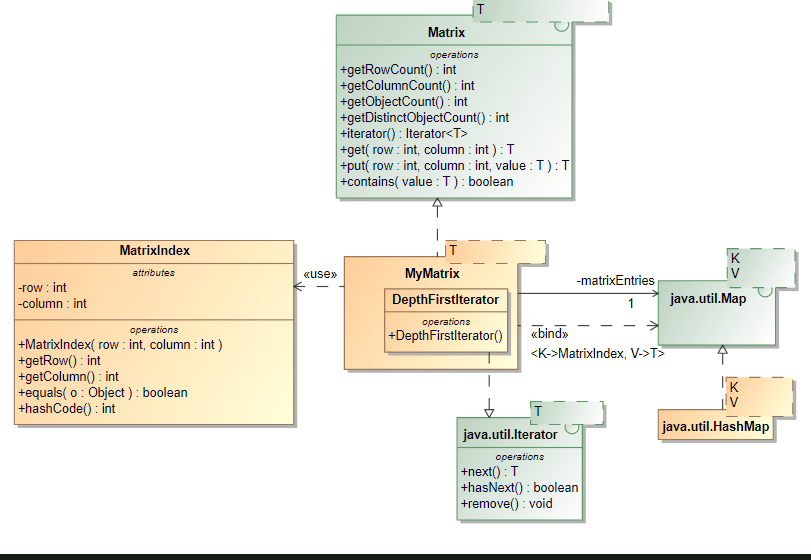 T
Matrix
operations
+getRowCount() : int
+getColumnCount() : int
+getObjectCount() : int
+getDistinctObjectCount() : int
+iterator() : Iterator<T>
+get( row : int, column : int ) : T
+put( row : int, column : int, value : T ) : T
+contains( value : T ) : boolean
MatrixIndex
attributes
-row : int
-column : int
operations
+MatrixIndex( row : int, column : int )
+getRow() : int
+getColumn() : int
+equals( o : Object ) : boolean
+hashCode() : int
«use»
T
MyMatrix
DepthFirstIterator
operations
+DepthFirstIterator()
-matrixEntries
1
«bind»
<K->MatrixIndex, V->T>
K
V
java.util.Map
K
V
java.util.HashMap
T
java.util.Iterator
operations
+next() : T
+hasNext() : boolean
+remove() : void